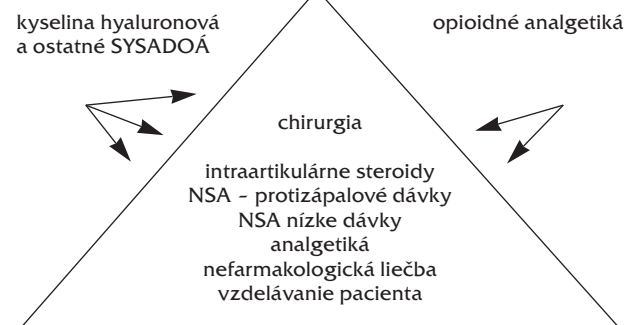 kyselina hyaluronová
a ostatné SYSADOÁ
opioidné analgetiká
chirurgia
intraartikulárne steroidy
NSA – protizápalové dávky
NSA nízke dávky
analgetiká
nefarmakologická liečba
vzdelávanie pacienta